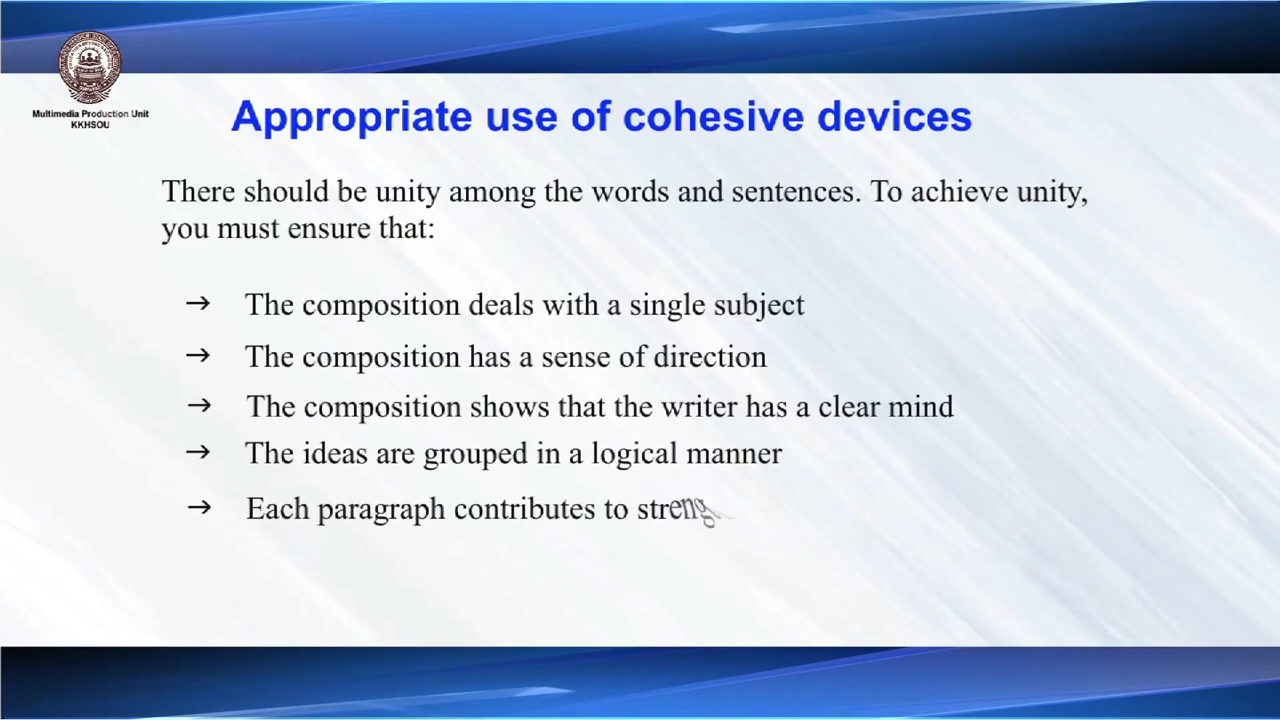 Multimedia Production Unit
KKHSOU
Appropriate use of cohesive devices
There should be unity among the words and sentences. To achieve unity,
you must ensure that:
→ The composition deals with a single subject
→ The composition has a sense of direction
→ The composition shows that the writer has a clear mind
→ The ideas are grouped in a logical manner
→ Each paragraph contributes to streng